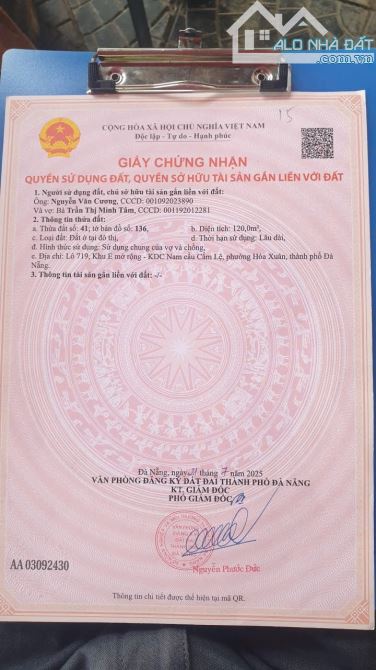 ALO NHÀ ĐẤT
.com.vn
15
CỘNG HÒA XÃ HỘI CHỦ NGHĨA VIỆT NAM
Độc lập - Tự do - Hạnh phúc
GIẤY CHỨNG NHẬN
QUYỀN SỬ DỤNG ĐẤT, QUYỀN SỞ HỮU TÀI SẢN GẮN LIỀN VỚI ĐẤT
1. Người sử dụng đất, chủ sở hữu tài sản gắn liền với đất:
Ông: Nguyễn Văn Cương, CCCD: 001092023890
Và vợ: Bà Trần Thị Minh Tâm, CCCD: 001192012281
2. Thông tin thửa đất:
a. Thửa đất số: 41; tờ bản đồ số: 136, b. Diện tích: 120,0m²,
c. Loại đất: Đất ở tại đô thị, d. Thời hạn sử dụng: Lâu dài,
đ. Hình thức sử dụng: Sử dụng chung của vợ và chồng,
e. Địa chỉ: Lô 719, Khu E mở rộng - KDC Nam cầu Cẩm Lệ, phường Hòa Xuân, thành phố Đà
Nẵng.
3. Thông tin tài sản gắn liền với đất: -/-
Đà Nẵng, ngày 31 tháng 7 năm 2025
VĂN PHÒNG ĐĂNG KÝ ĐẤT ĐAI THÀNH PHỐ ĐÀ NẴNG
KT. GIÁM ĐỐC
PHÓ GIÁM ĐỐC
VĂN PHÒNG
ĐĂNG KÝ
ĐẤT ĐAI
Nguyễn Phước Đức
AA 03092430
Thông tin chi tiết được thể hiện tại mã QR.